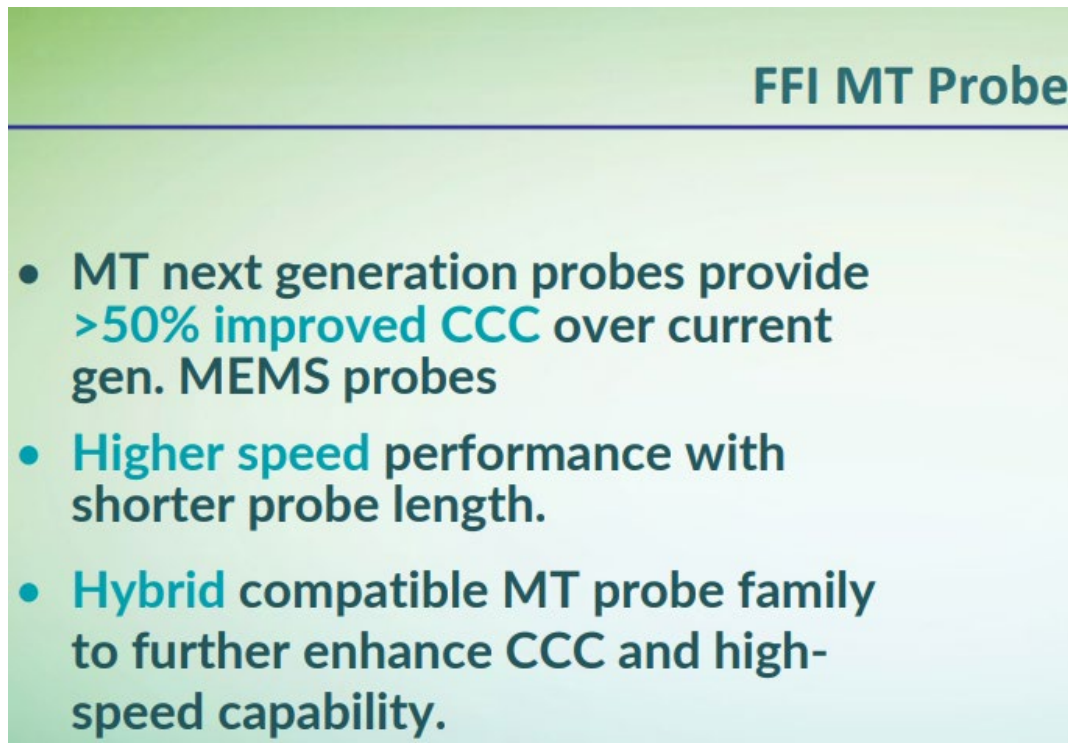 FFI MT Probe
• MT next generation probes provide
>50% improved CCC over current
gen. MEMS probes
• Higher speed performance with
shorter probe length.
• Hybrid compatible MT probe family
to further enhance CCC and high-
speed capability.